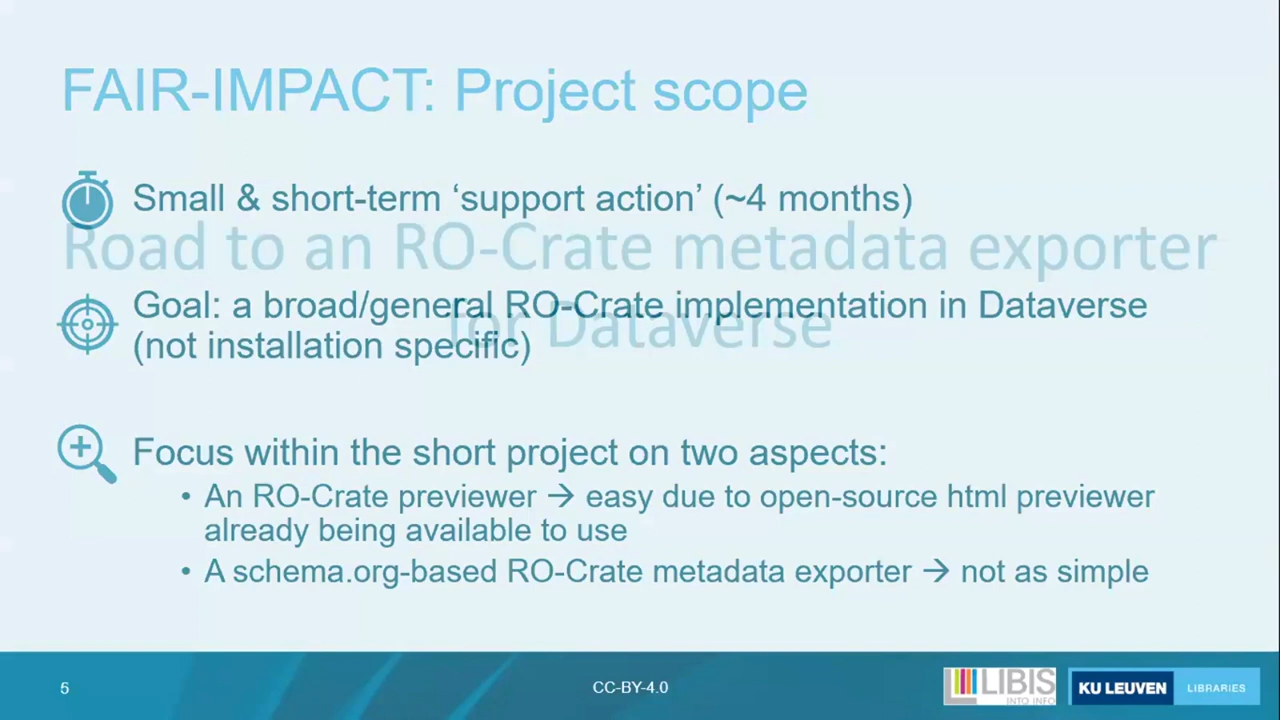 FAIR-IMPACT: Project scope
Small & short-term ‘support action’ (~4 months)
Road to an RO-Crate metadata exporter
for Dataverse
Goal: a broad/general RO-Crate implementation in Dataverse
(not installation specific)
Focus within the short project on two aspects:
• An RO-Crate previewer → easy due to open-source html previewer
already being available to use
• A schema.org-based RO-Crate metadata exporter → not as simple
5
CC-BY-4.0
LIBIS
INTO INFO
KU LEUVEN
LIBRARIES